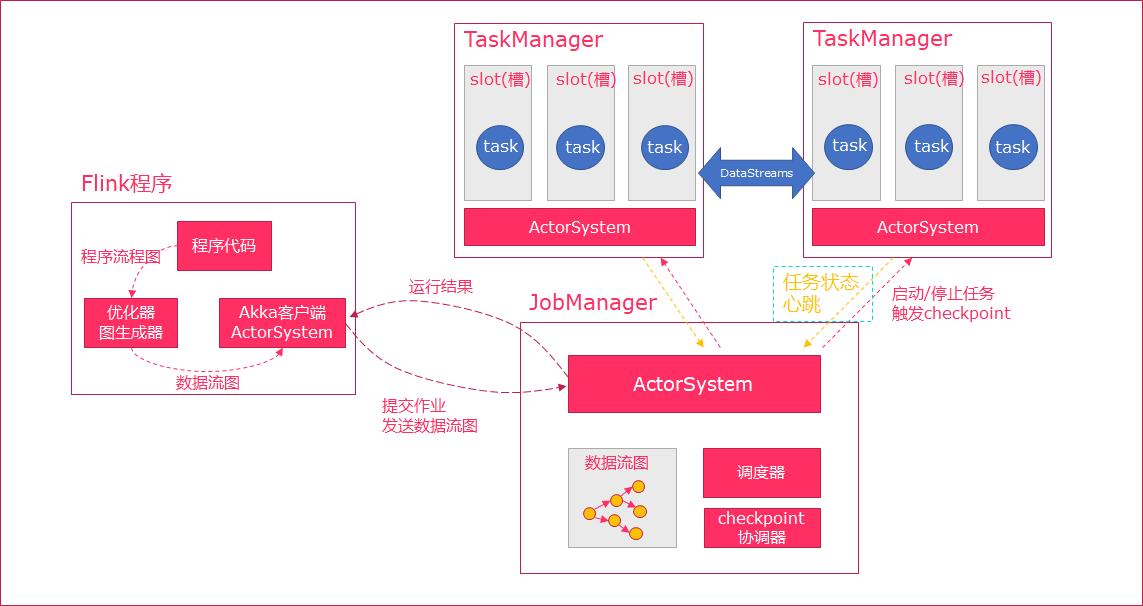 TaskManager
slot(槽)
slot(槽)
slot(槽)
task
task
task
ActorSystem
TaskManager
slot(槽)
slot(槽)
slot(槽)
task
task
task
ActorSystem
DataStreams
Flink程序
程序代码
程序流程图
优化器
图生成器
Akka客户端
ActorSystem
数据流图
运行结果
提交作业
发送数据流图
任务状态
心跳
启动/停止任务
触发checkpoint
JobManager
ActorSystem
数据流图
调度器
checkpoint
协调器